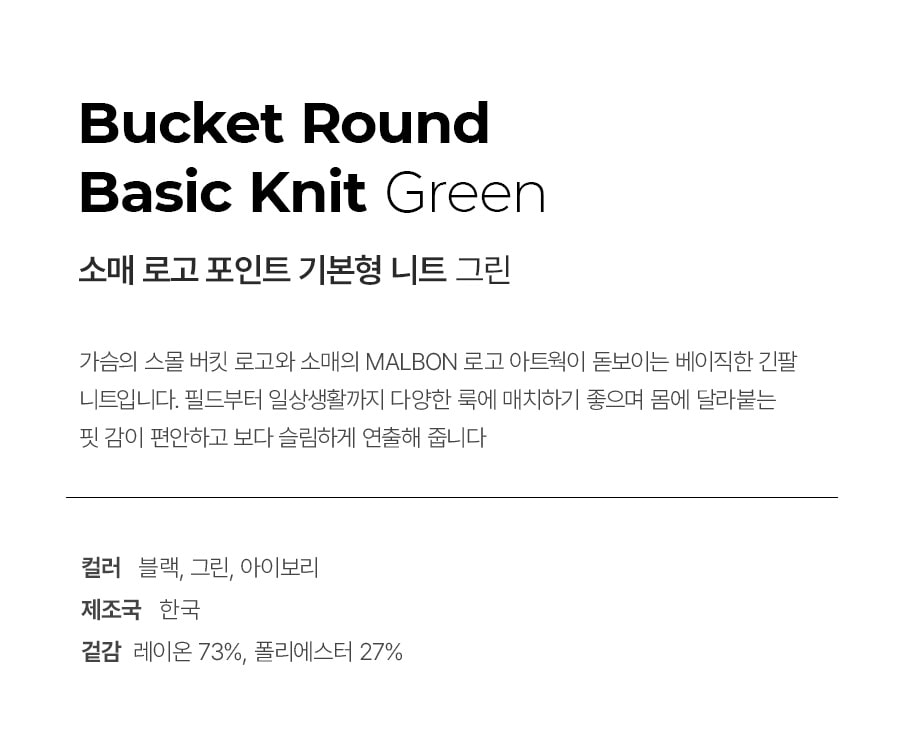 Bucket Round
Basic Knit Green
소매 로고 포인트 기본형 니트 그린
가슴의 스몰 버킷 로고와 소매의 MALBON 로고 아트웍이 돋보이는 베이직한 긴팔
니트입니다. 필드부터 일상생활까지 다양한 룩에 매치하기 좋으며 몸에 달라붙는
핏 감이 편안하고 보다 슬림하게 연출해 줍니다
컬러 블랙, 그린, 아이보리
제조국 한국
겉감 레이온 73%, 폴리에스터 27%